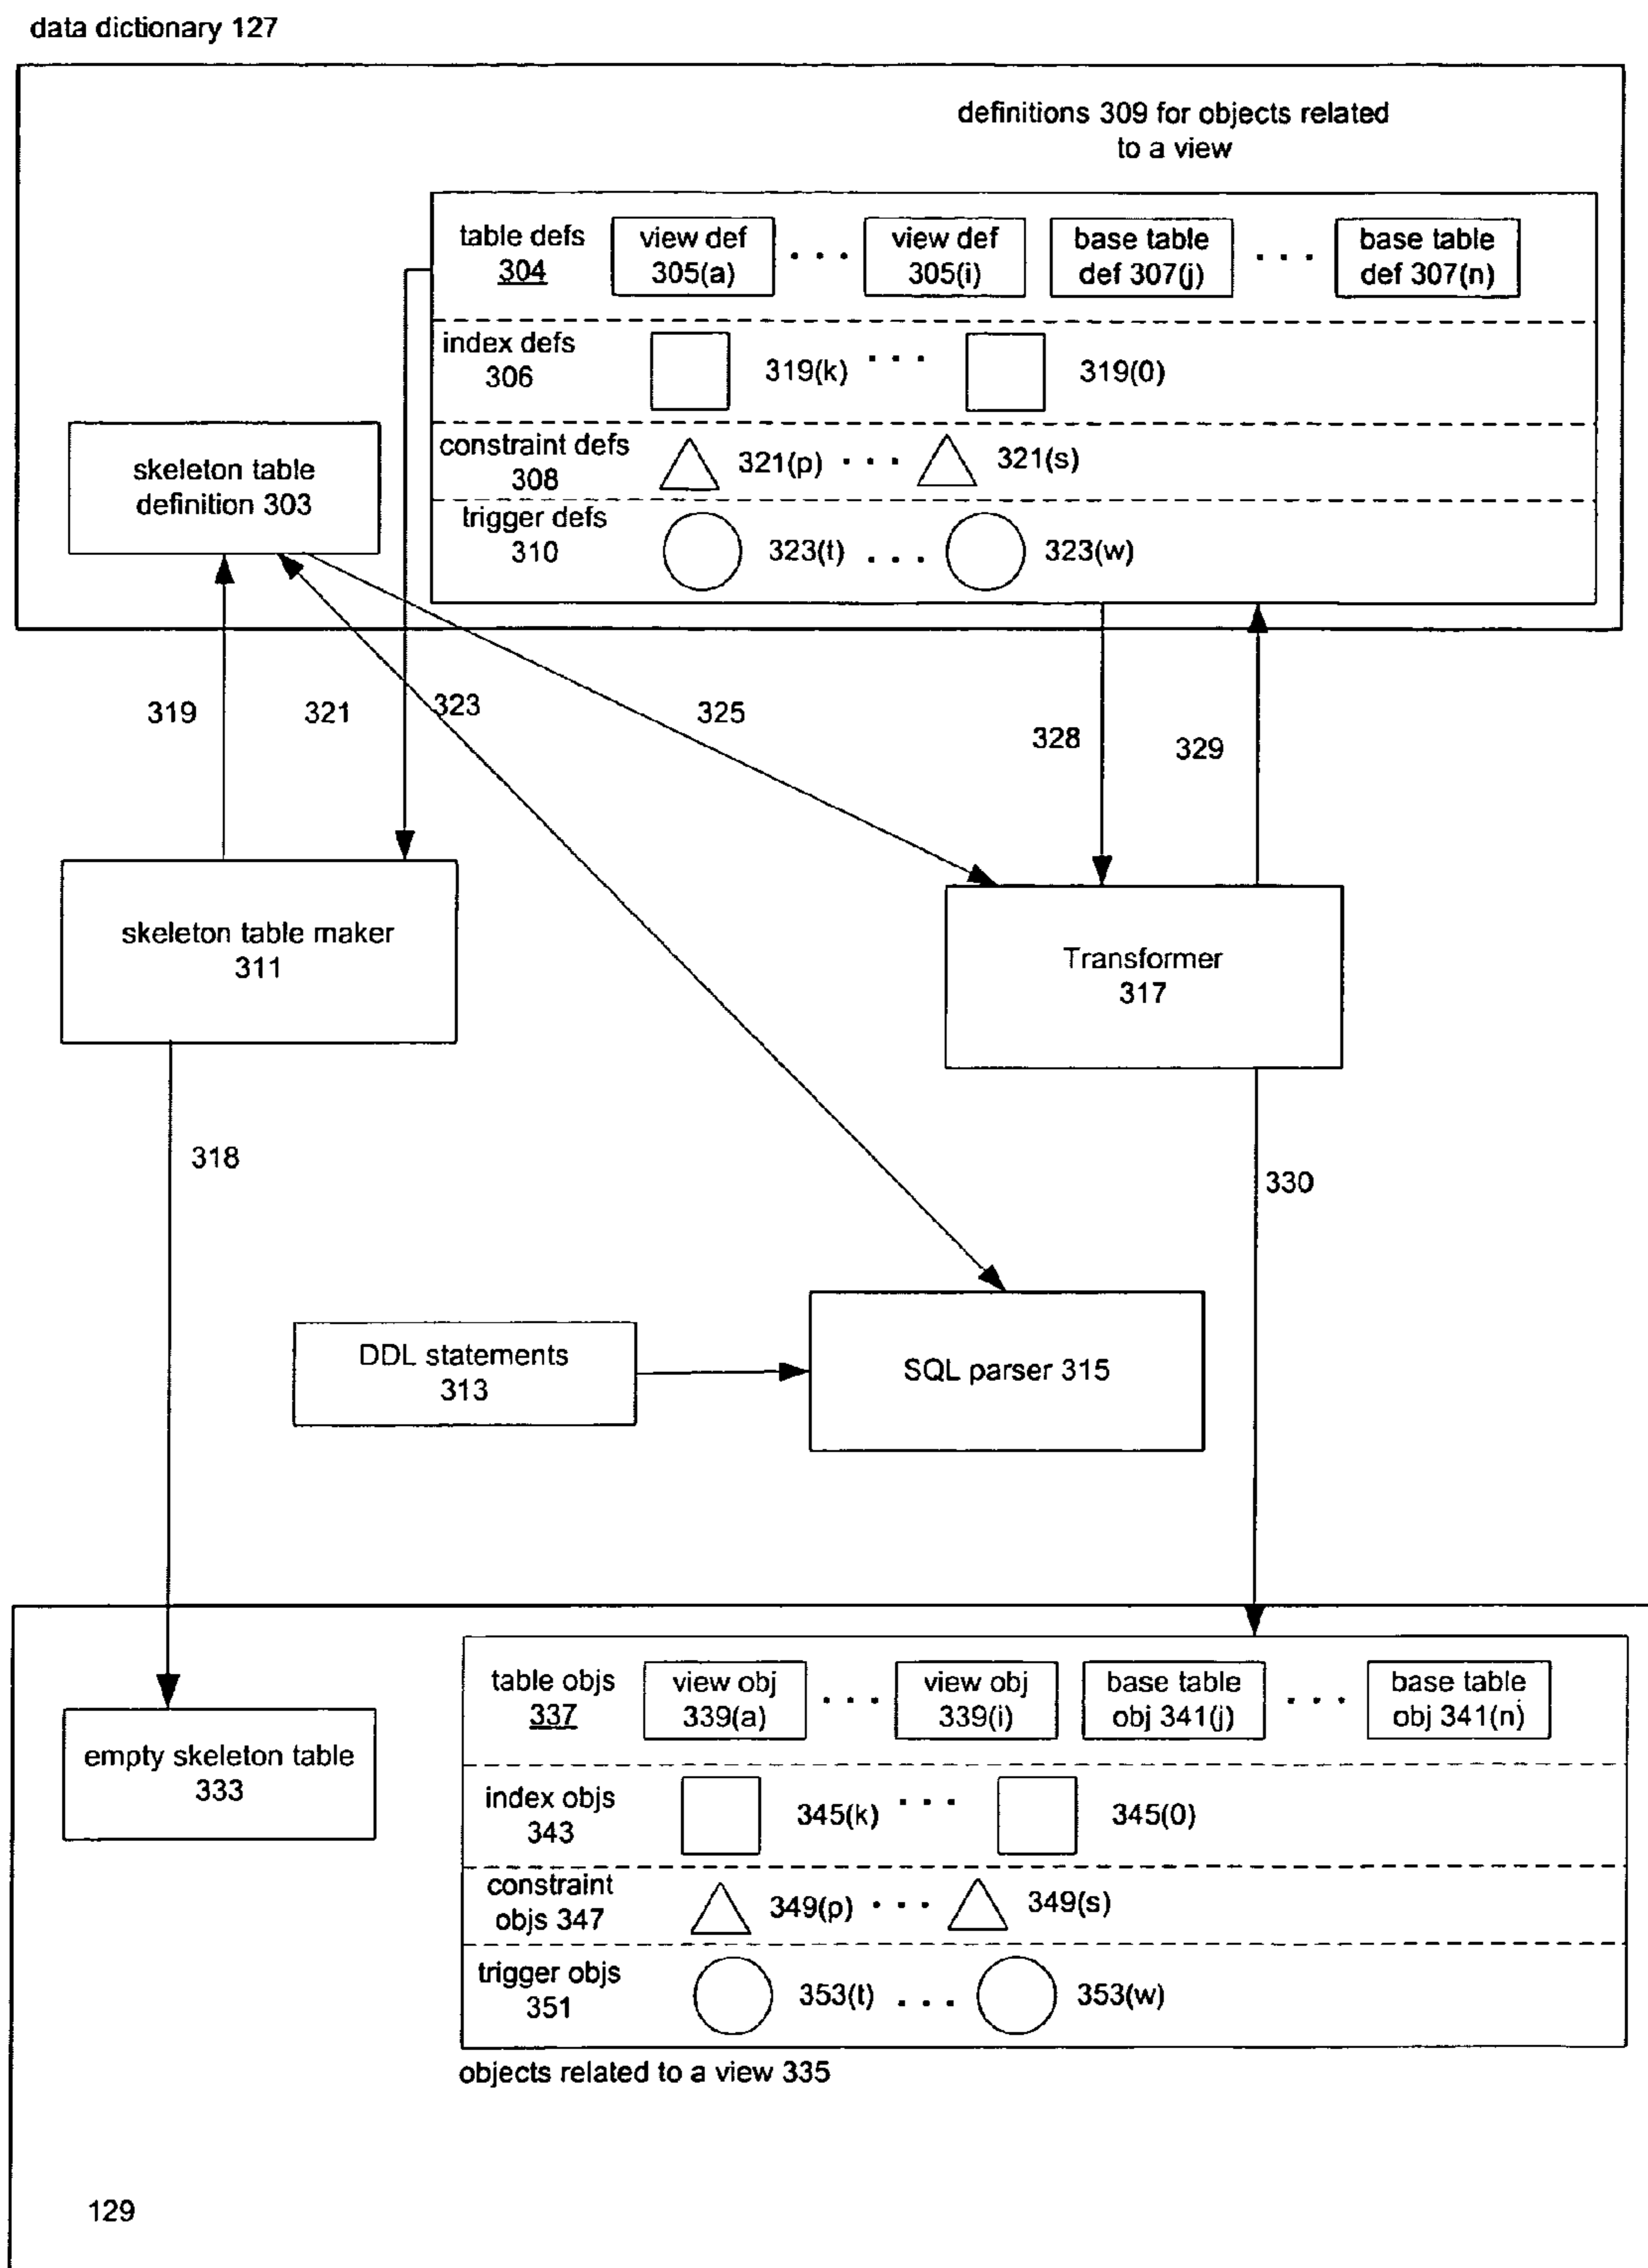 data dictionary 127
definitions 309 for objects related
to a view
table defs
304
view def
305(a)
. . .
view def
305(i)
base table
def 307(j)
. . .
base table
def 307(n)
index defs
306
319(k)
. . .
319(0)
constraint defs
308
321(p)
. . .
321(s)
trigger defs
310
323(t)
. . .
323(w)
skeleton table
definition 303
319
321
323
325
328
329
skeleton table maker
311
Transformer
317
318
330
DDL statements
313
SQL parser 315
table objs
337
view obj
339(a)
. . .
view obj
339(i)
base table
obj 341(j)
. . .
base table
obj 341(n)
empty skeleton table
333
index objs
343
345(k)
. . .
345(0)
constraint
objs 347
349(p)
. . .
349(s)
trigger objs
351
353(t)
. . .
353(w)
objects related to a view 335
129